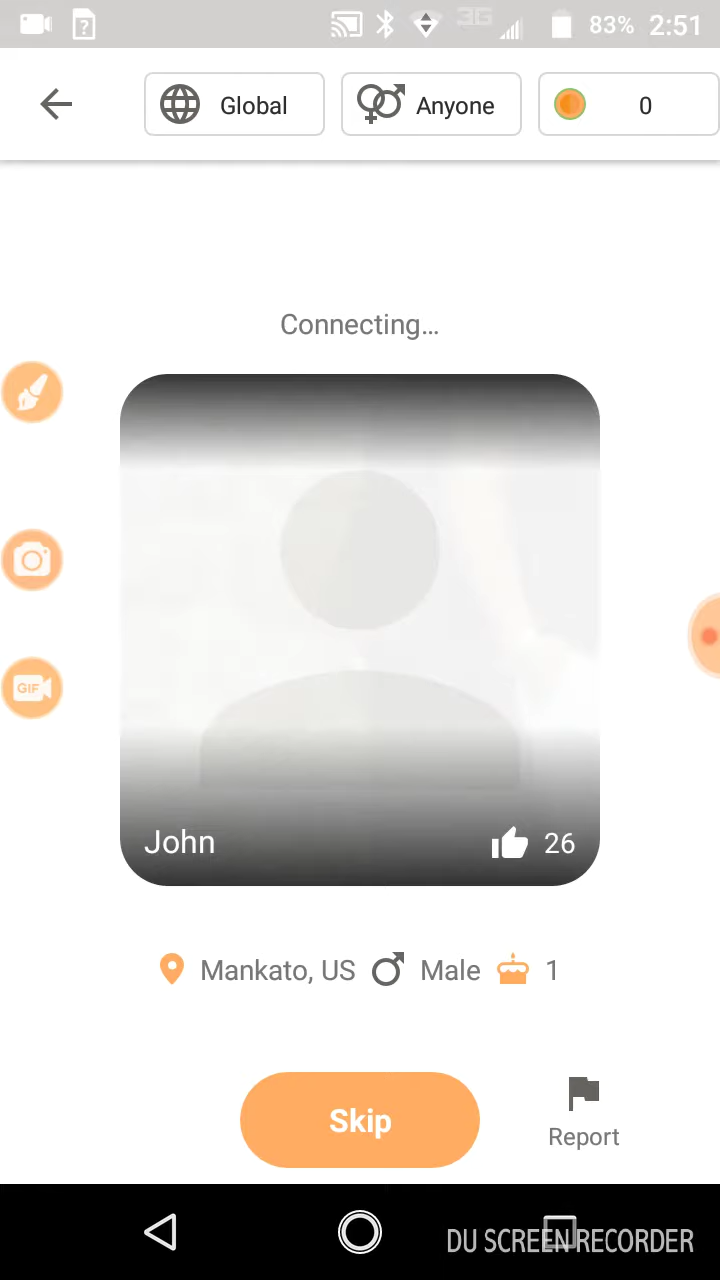 3G 83% 2:51
Global Anyone 0
Connecting...
GIF
John 26
Mankato, US Male 1
Skip
Report
DU SCREEN RECORDER